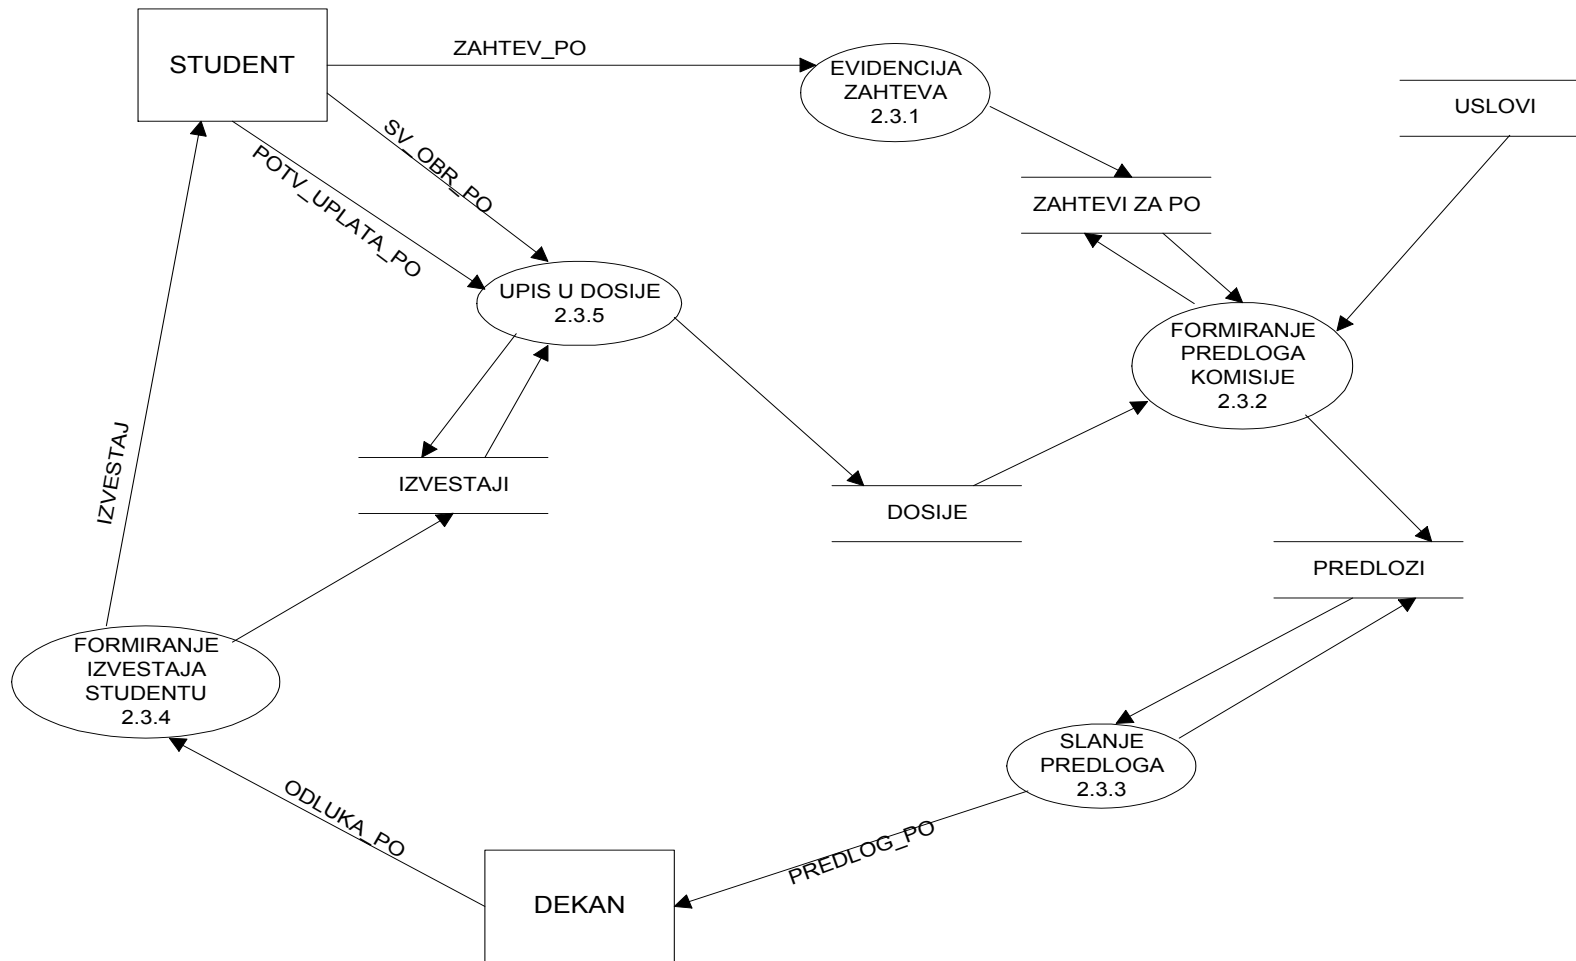 STUDENT
ZAHTEV_PO
EVIDENCIJA
ZAHTEVA
2.3.1
USLOVI
SV_OBR_PO
POTV_UPLATA_PO
ZAHTEVI ZA PO
UPIS U DOSIJE
2.3.5
FORMIRANJE
PREDLOGA
KOMISIJE
2.3.2
IZVESTAJ
IZVESTAJI
DOSIJE
PREDLOZI
FORMIRANJE
IZVESTAJA
STUDENTU
2.3.4
SLANJE
PREDLOGA
2.3.3
ODLUKA_PO
PREDLOG_PO
DEKAN